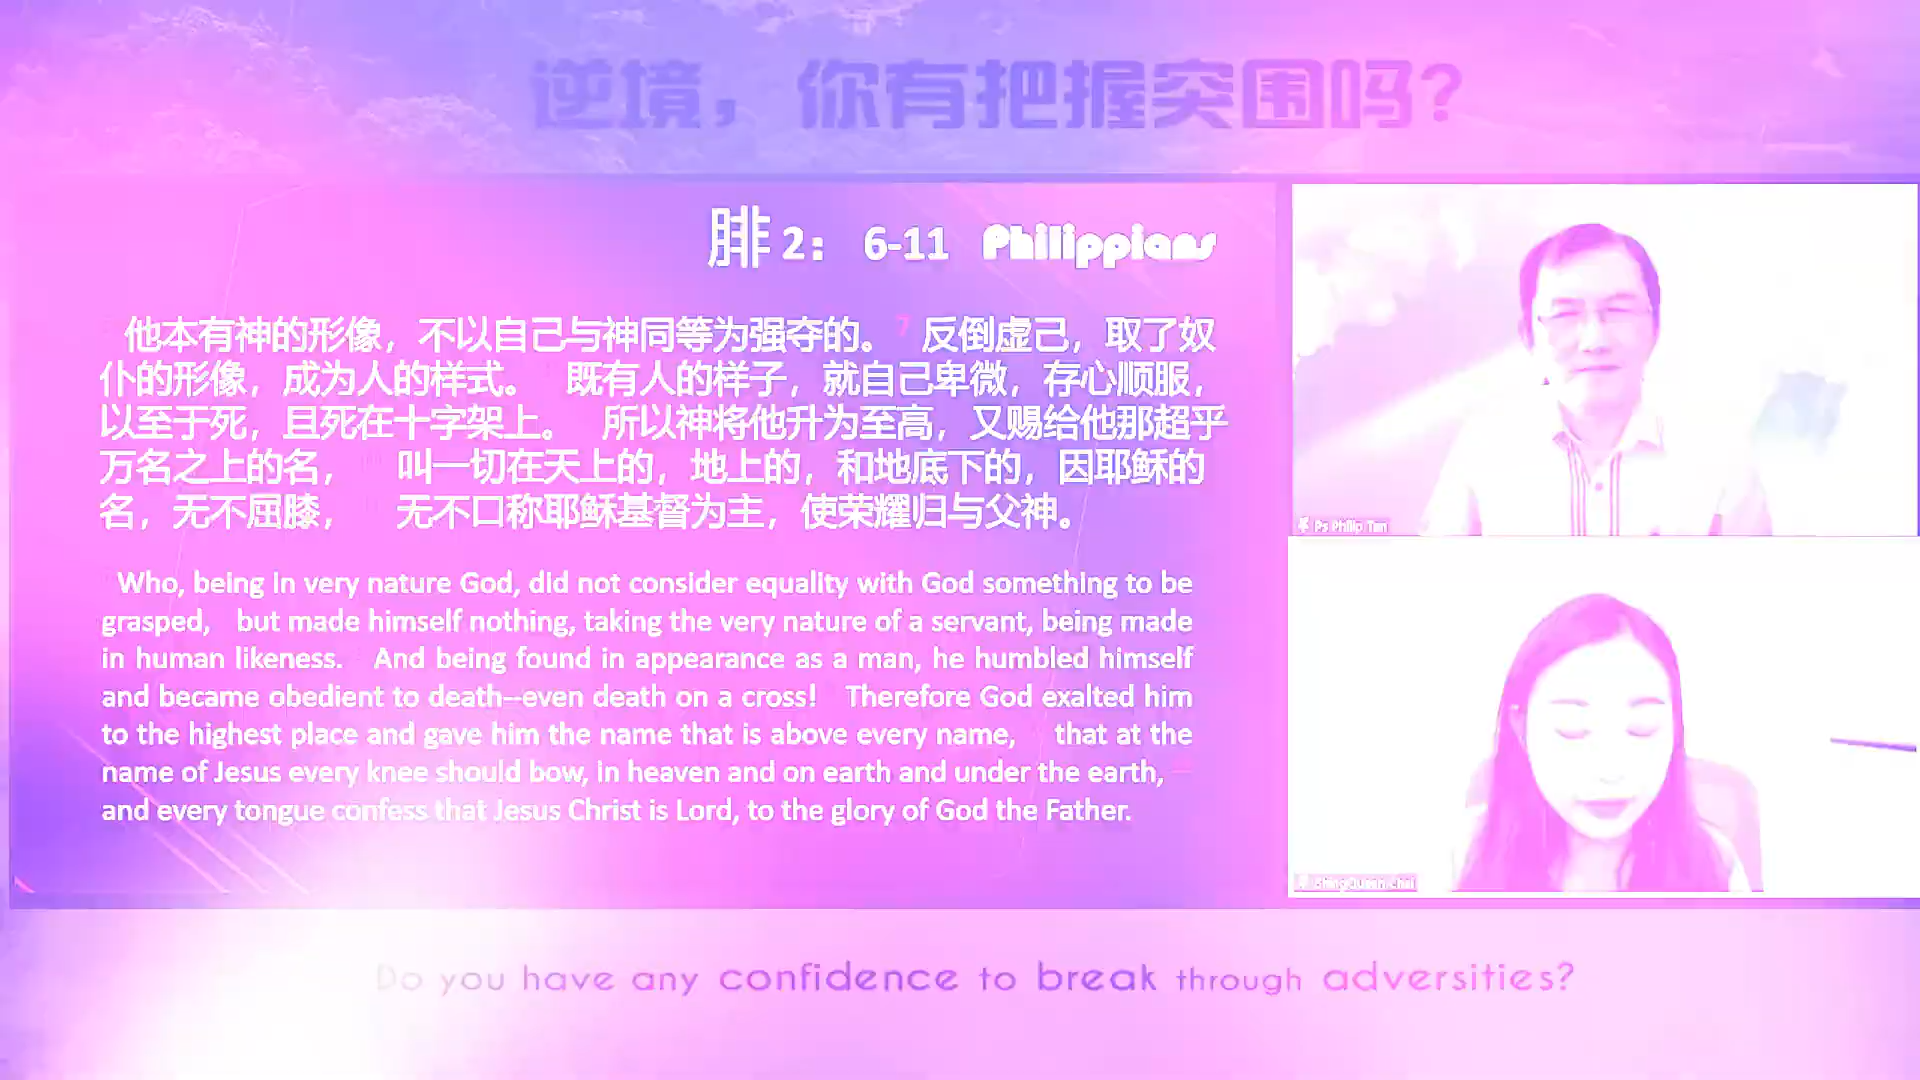 逆境，你有把握突围吗？
腓 2： 6-11 Philippians
他本有神的形像，不以自己与神同等为强夺的。 7 反倒虚己，取了奴
仆的形像，成为人的样式。 既有人的样子，就自己卑微，存心顺服，
以至于死，且死在十字架上。 所以神将他升为至高，又赐给他那超乎
万名之上的名， 叫一切在天上的，地上的，和地底下的，因耶稣的
名，无不屈膝， 无不口称耶稣基督为主，使荣耀归与父神。
Who, being in very nature God, did not consider equality with God something to be
grasped, but made himself nothing, taking the very nature of a servant, being made
in human likeness. And being found in appearance as a man, he humbled himself
and became obedient to death--even death on a cross! Therefore God exalted him
to the highest place and gave him the name that is above every name, that at the
name of Jesus every knee should bow, in heaven and on earth and under the earth,
and every tongue confess that Jesus Christ is Lord, to the glory of God the Father.
Ps Philip Tan
Do you have any confidence to break through adversities?